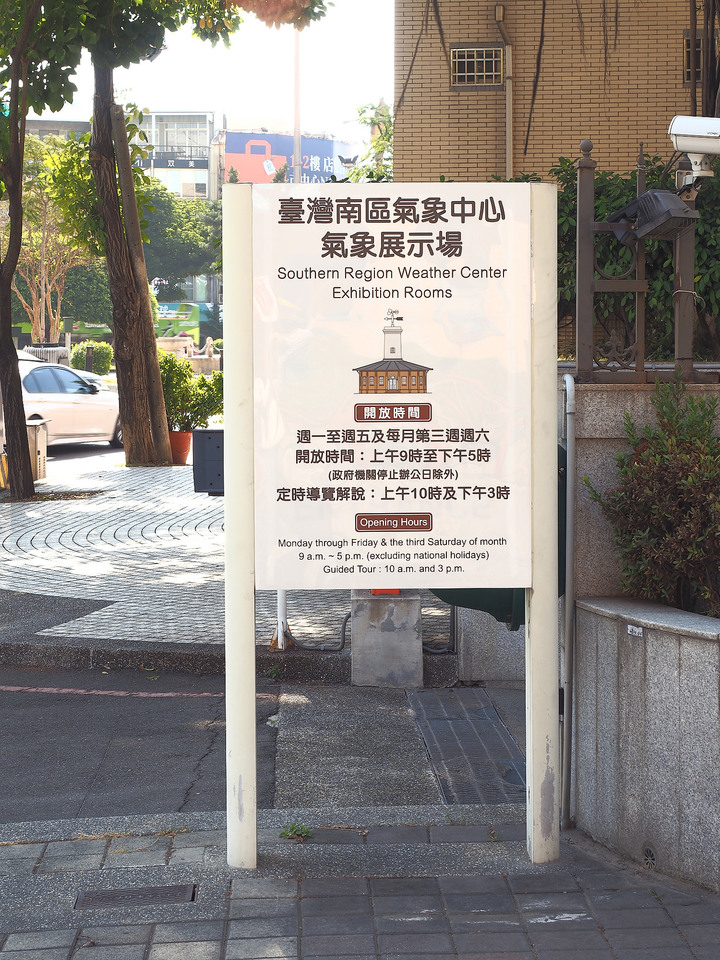 臺灣南區氣象中心
氣象展示場
Southern Region Weather Center
Exhibition Rooms
開放時間
週一至週五及每月第三週週六
開放時間：上午9時至下午5時
(政府機關停止辦公日除外)
定時導覽解說：上午10時及下午3時
Opening Hours
Monday through Friday & the third Saturday of month
9 a.m. ~ 5 p.m. (excluding national holidays)
Guided Tour : 10 a.m. and 3 p.m.
1-2樓 店